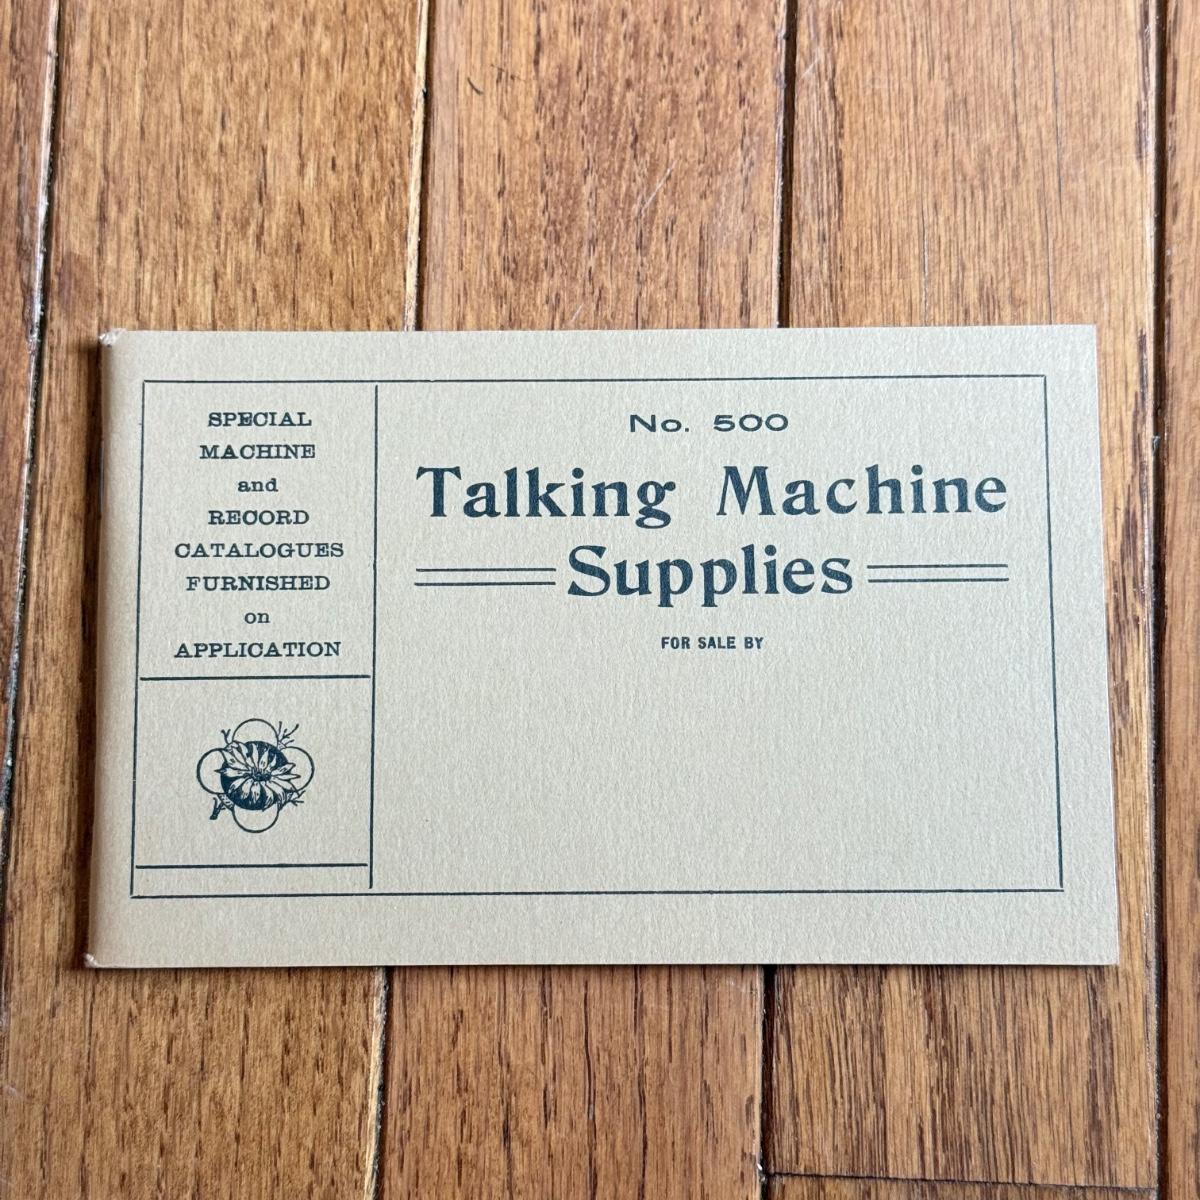 SPECIAL
MACHINE
and
RECORD
CATALOGUES
FURNISHED
on
APPLICATION
No. 500
Talking Machine
Supplies
FOR SALE BY